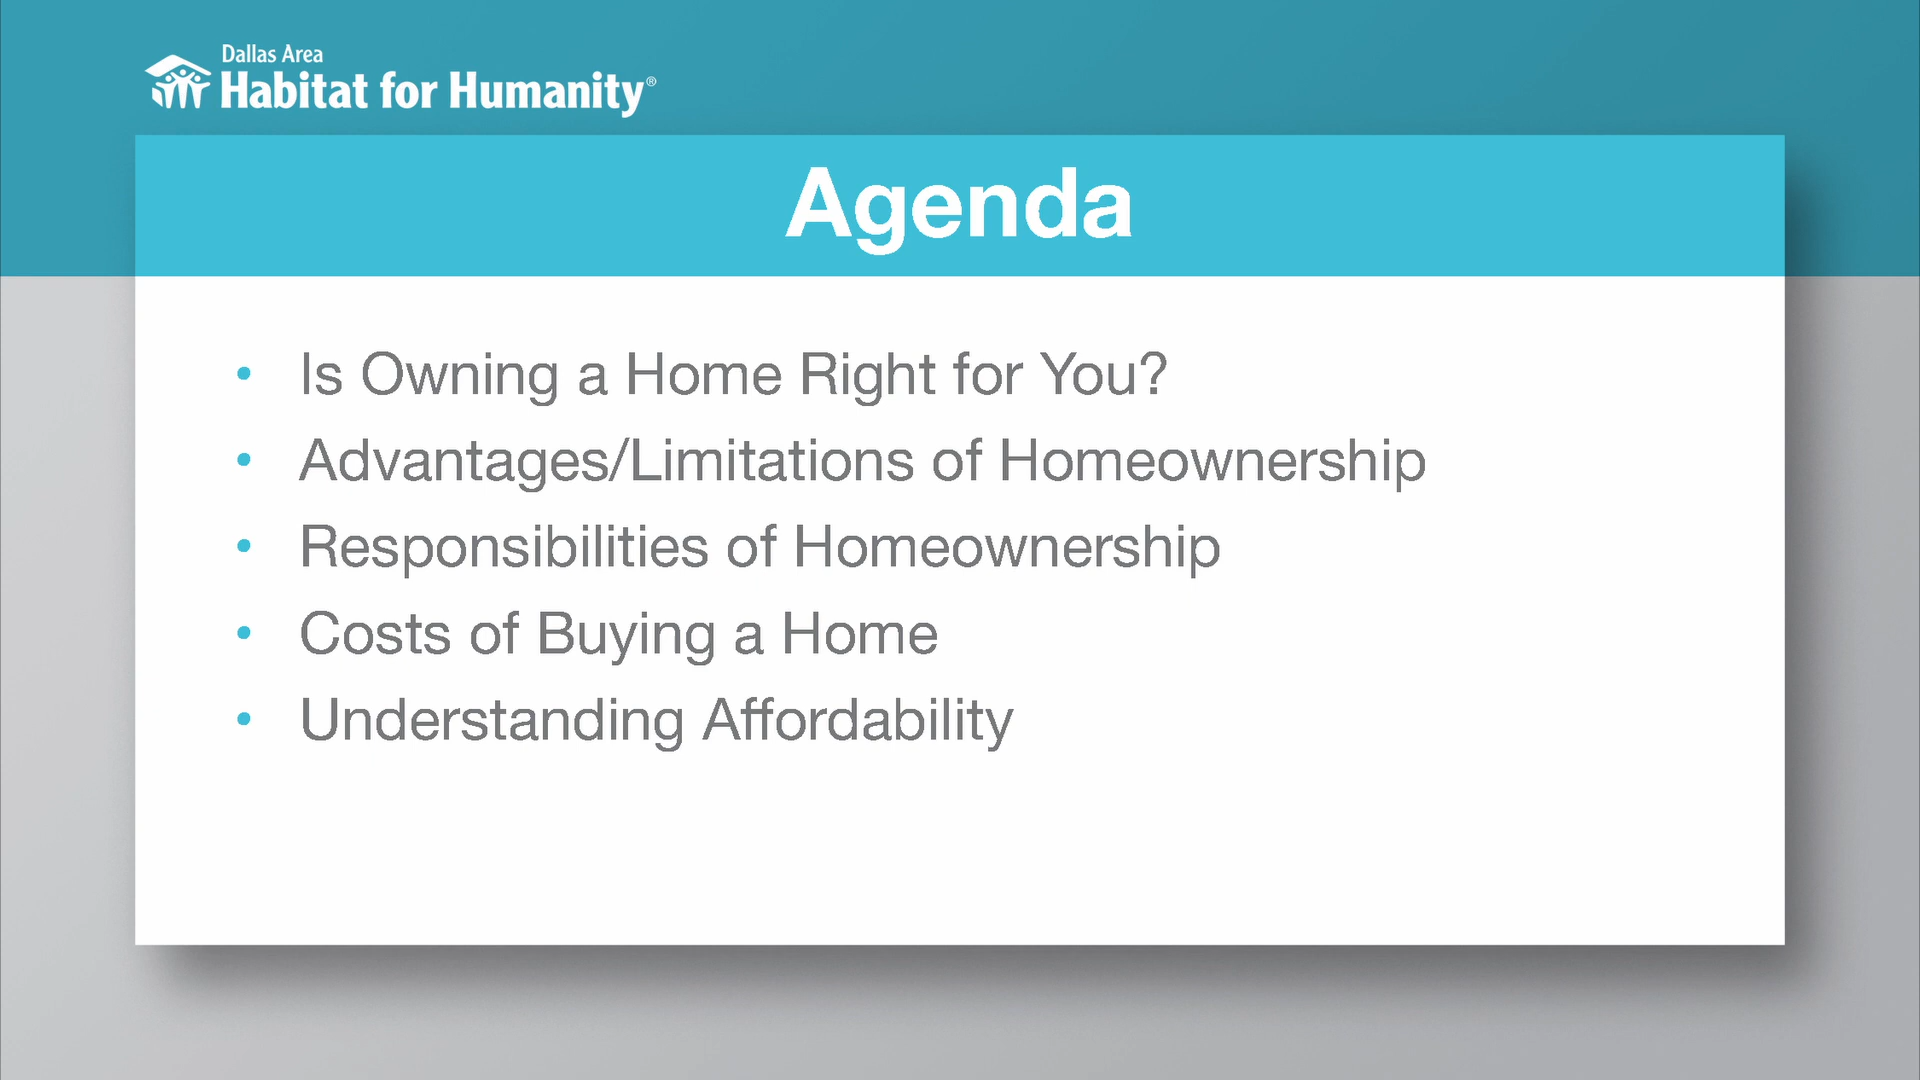 Dallas Area
Habitat for Humanity®
Agenda
• Is Owning a Home Right for You?
• Advantages/Limitations of Homeownership
• Responsibilities of Homeownership
• Costs of Buying a Home
• Understanding Affordability